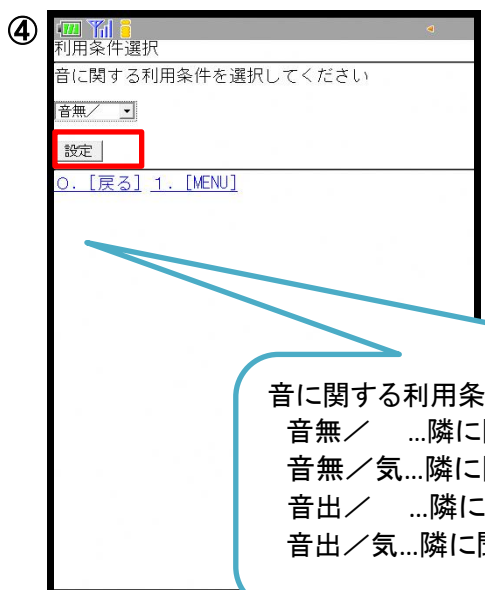 ④
利用条件選択
音に関する利用条件を選択してください
音無／
設定
0. [戻る] 1. [MENU]
音に関する利用条
音無／ …隣に
音無／気…隣に
音出／ …隣に
音出／気…隣に